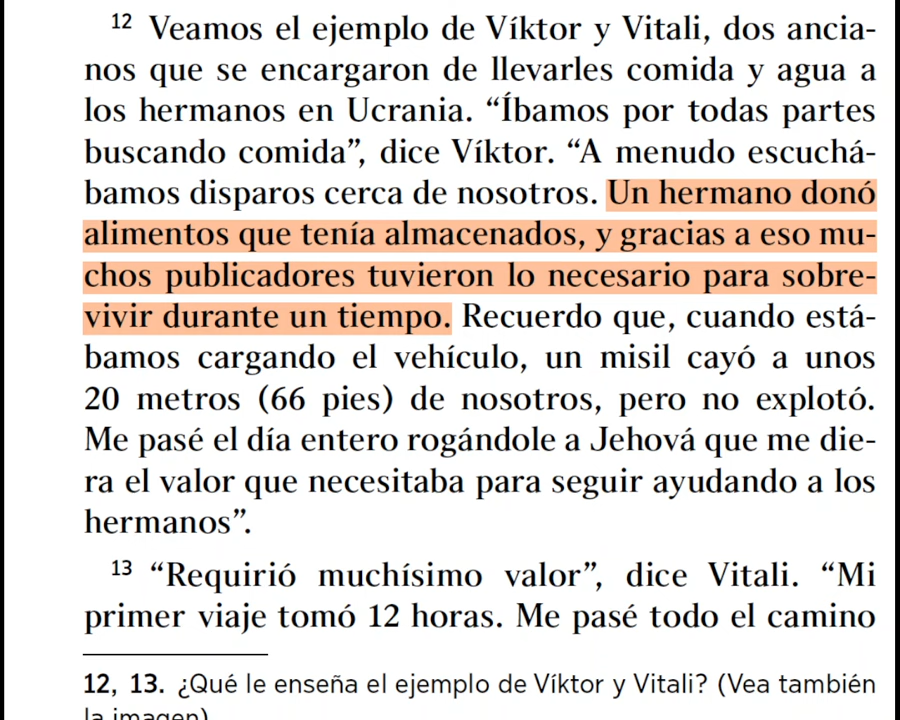 12 Veamos el ejemplo de Víktor y Vitali, dos ancia-
nos que se encargaron de llevarles comida y agua a
los hermanos en Ucrania. “Íbamos por todas partes
buscando comida”, dice Víktor. “A menudo escuchá-
bamos disparos cerca de nosotros. Un hermano donó
alimentos que tenía almacenados, y gracias a eso mu-
chos publicadores tuvieron lo necesario para sobre-
vivir durante un tiempo. Recuerdo que, cuando está-
bamos cargando el vehículo, un misil cayó a unos
20 metros (66 pies) de nosotros, pero no explotó.
Me pasé el día entero rogándole a Jehová que me die-
ra el valor que necesitaba para seguir ayudando a los
hermanos”.
13 “Requirió muchísimo valor”, dice Vitali. “Mi
primer viaje tomó 12 horas. Me pasé todo el camino
12, 13. ¿Qué le enseña el ejemplo de Víktor y Vitali? (Vea también
la imagen)